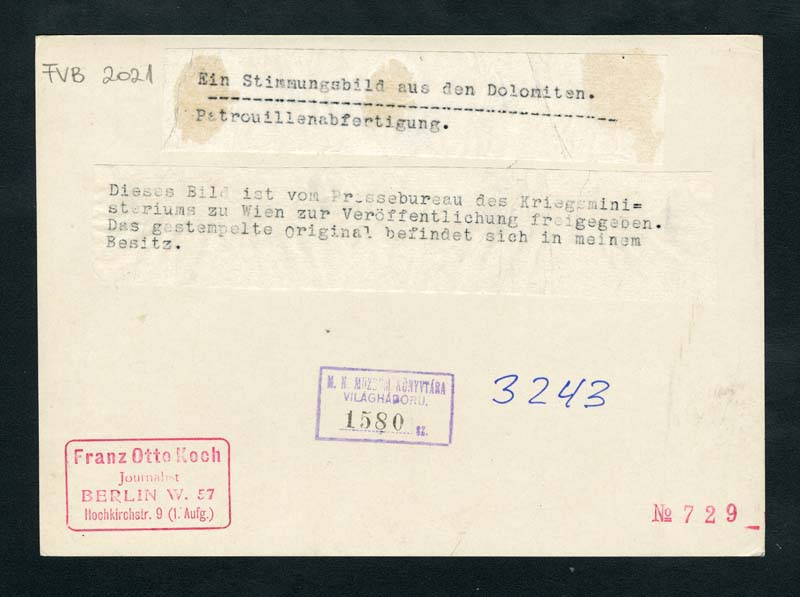 FVB 2021
Ein Stimmungsbild aus den Dolomiten.
Patrouillenabfertigung.
Dieses Bild ist vom Pressebureau des Kriegsmini=
steriums zu Wien zur Veröffentlichung freigegeben.
Das gestempelte Original befindet sich in meinem
Besitz.
M. N. MÚZEUM KÖNYVTÁRA
VILÁGHÁBORU.
1580 sz.
3243
Franz Otto Koch
Journalist
BERLIN W. 57
Hochkirchstr. 9 (1. Aufg.)
№ 729